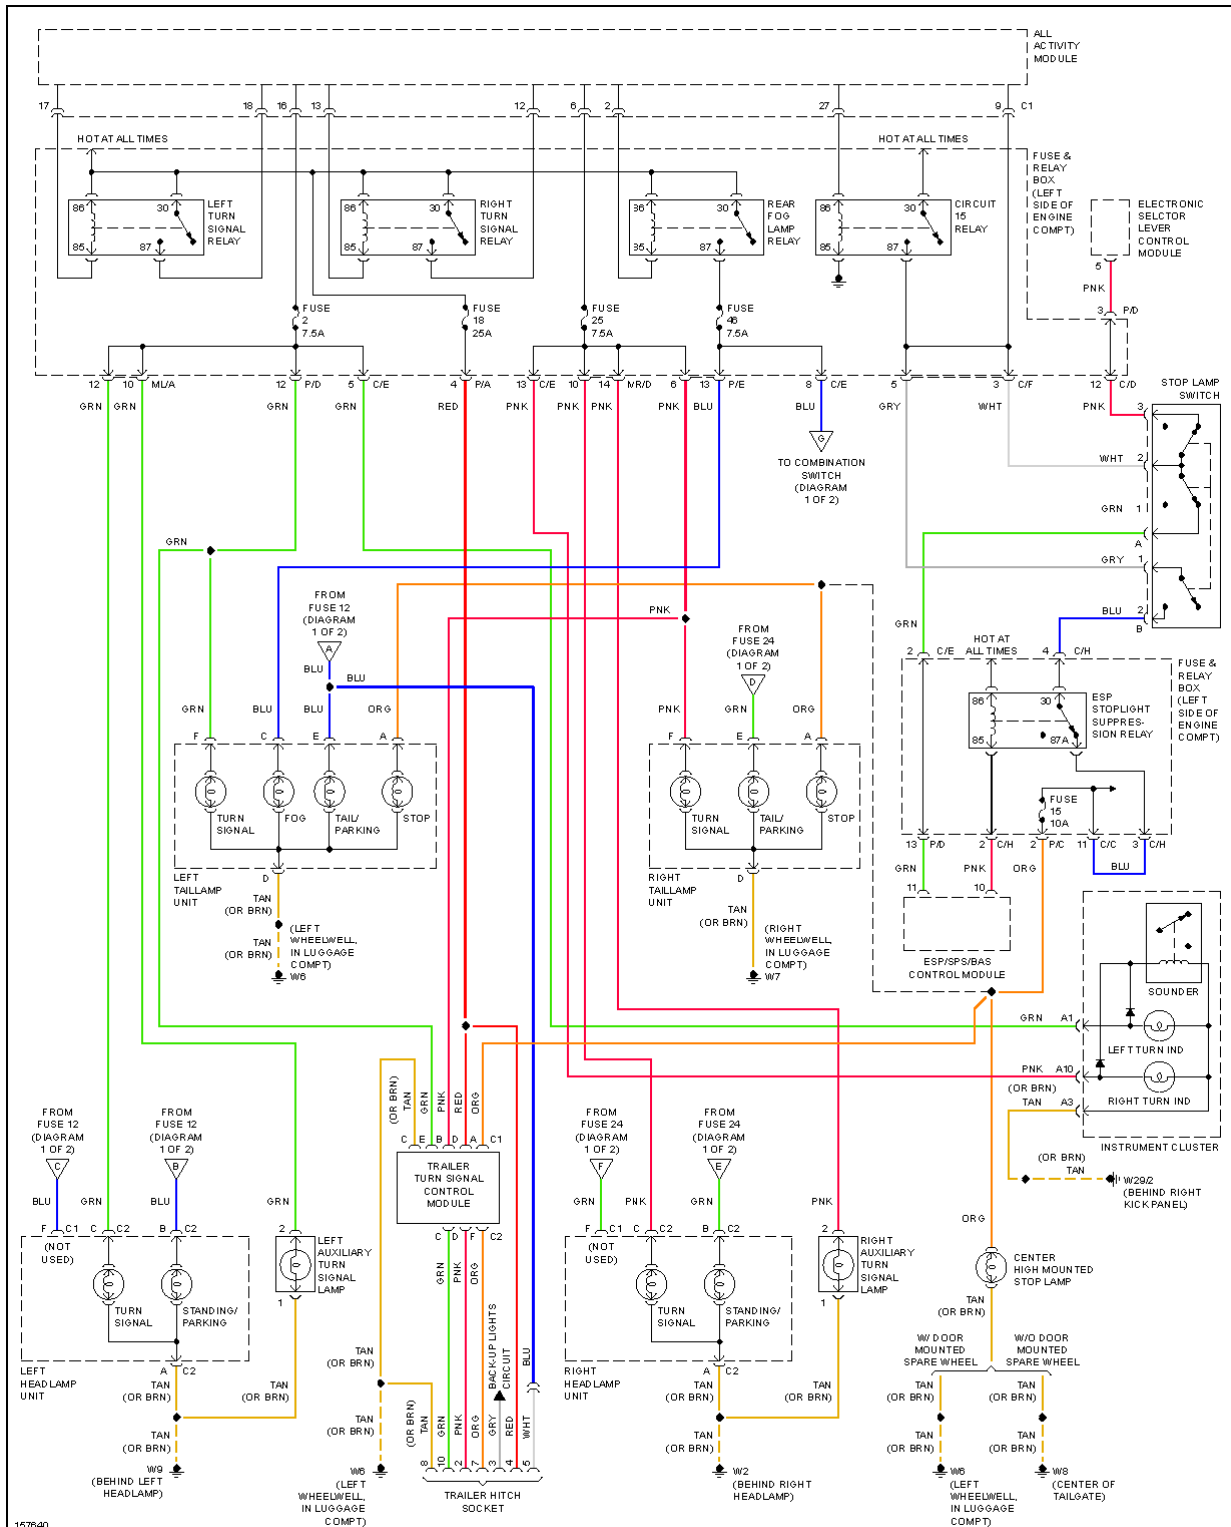 ALL
ACTIVITY
MODULE
17 18 16 13 12 6 2 27 9 C1
HOT AT ALL TIMES
HOT AT ALL TIMES
FUSE &
RELAY
BOX
(LEFT
SIDE OF
ENGINE
COMPT)
86 30
85 87
LEFT
TURN
SIGNAL
RELAY
86 30
85 87
RIGHT
TURN
SIGNAL
RELAY
86 30
85 87
REAR
FOG
LAMP
RELAY
86 30
85 87
CIRCUIT
15
RELAY
ELECTRONIC
SELCTOR
LEVER
CONTROL
MODULE
5
PNK
3 P/D
FUSE
2
7.5A
FUSE
18
25A
FUSE
25
7.5A
FUSE
46
7.5A
12 10 ML/A 12 P/D 5 C/E 4 P/A 13 C/E 10 14 MR/D 6 13 P/E 8 C/E 5 3 C/F 12 C/D
GRN GRN GRN GRN RED PNK PNK PNK PNK BLU BLU GRY WHT PNK
STOP LAMP
SWITCH
3
WHT 2
GRN 1
A
GRY 1
BLU 2
B
G
TO COMBINATION
SWITCH
(DIAGRAM
1 OF 2)
GRN
FROM
FUSE 12
(DIAGRAM
1 OF 2)
A
BLU
BLU
PNK
FROM
FUSE 24
(DIAGRAM
1 OF 2)
D
GRN
GRN BLU BLU ORG
F C E A
TURN
SIGNAL
FOG
TAIL/
PARKING
STOP
D
LEFT
TAILLAMP
UNIT
TAN
(OR BRN)
TAN
(OR BRN)
(LEFT
WHEELWELL,
IN LUGGAGE
COMPT)
W6
PNK ORG
F E A
TURN
SIGNAL
TAIL/
PARKING
STOP
D
RIGHT
TAILLAMP
UNIT
TAN
(OR BRN)
(RIGHT
WHEELWELL,
IN LUGGAGE
COMPT)
W7
GRN
2 C/E
HOT AT
ALL TIMES
4 C/H
FUSE &
RELAY
BOX
(LEFT
SIDE OF
ENGINE
COMPT)
86 30
85 87A
ESP
STOPLIGHT
SUPPRES-
SION RELAY
FUSE
15
10A
13 P/D 2 C/H 2 P/C 11 C/C 3 C/H
GRN PNK ORG BLU
11 10
ESP/SPS/BAS
CONTROL MODULE
SOUNDER
GRN A1
LEFT TURN IND
PNK A10
RIGHT TURN IND
(OR BRN)
TAN A3
INSTRUMENT CLUSTER
(OR BRN)
TAN
W29/2
(BEHIND RIGHT
KICK PANEL)
FROM
FUSE 12
(DIAGRAM
1 OF 2)
C
BLU
FROM
FUSE 12
(DIAGRAM
1 OF 2)
B
BLU
GRN
GRN
F C1
(NOT
USED)
C C2
B C2
TURN
SIGNAL
STANDING/
PARKING
A C2
LEFT
HEADLAMP
UNIT
2
LEFT
AUXILIARY
TURN
SIGNAL
LAMP
1
TAN
(OR BRN)
TAN
(OR BRN)
TAN
(OR BRN)
W9
(BEHIND LEFT
HEADLAMP)
(OR BRN)
TAN
GRN
PNK
RED
ORG
C E B D A C1
TRAILER
TURN SIGNAL
CONTROL
MODULE
C D F C2
GRN
PNK
ORG
BACK-UP LIGHTS
CIRCUIT
BLU
TAN
(OR BRN)
TAN
(OR BRN)
(OR BRN)
TAN
GRN
PNK
ORG
GRY
RED
WHT
8 10 2 7 3 4 5
TRAILER HITCH
SOCKET
W6
(LEFT
WHEELWELL,
IN LUGGAGE
COMPT)
FROM
FUSE 24
(DIAGRAM
1 OF 2)
F
GRN
PNK
FROM
FUSE 24
(DIAGRAM
1 OF 2)
E
GRN
PNK
F C1
(NOT
USED)
C C2
B C2
TURN
SIGNAL
STANDING/
PARKING
A C2
RIGHT
HEADLAMP
UNIT
2
RIGHT
AUXILIARY
TURN
SIGNAL
LAMP
1
TAN
(OR BRN)
TAN
(OR BRN)
TAN
(OR BRN)
W2
(BEHIND RIGHT
HEADLAMP)
ORG
CENTER
HIGH MOUNTED
STOP LAMP
TAN
(OR BRN)
W/ DOOR
MOUNTED
SPARE WHEEL
W/O DOOR
MOUNTED
SPARE WHEEL
TAN
(OR BRN)
TAN
(OR BRN)
TAN
(OR BRN)
TAN
(OR BRN)
W6
(LEFT
WHEELWELL,
IN LUGGAGE
COMPT)
W8
(CENTER OF
TAILGATE)
157640